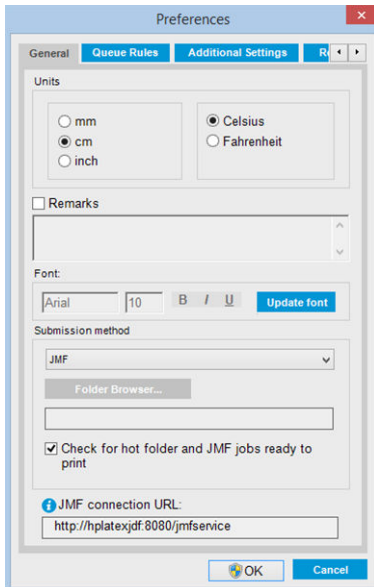 Preferences
General Queue Rules Additional Settings
Units
mm
cm
inch
Celsius
Fahrenheit
Remarks
Font:
Arial 10 B I U Update font
Submission method
JMF
Folder Browser...
Check for hot folder and JMF jobs ready to
print
JMF connection URL:
http://hplatexjdf:8080/jmfservice
OK Cancel